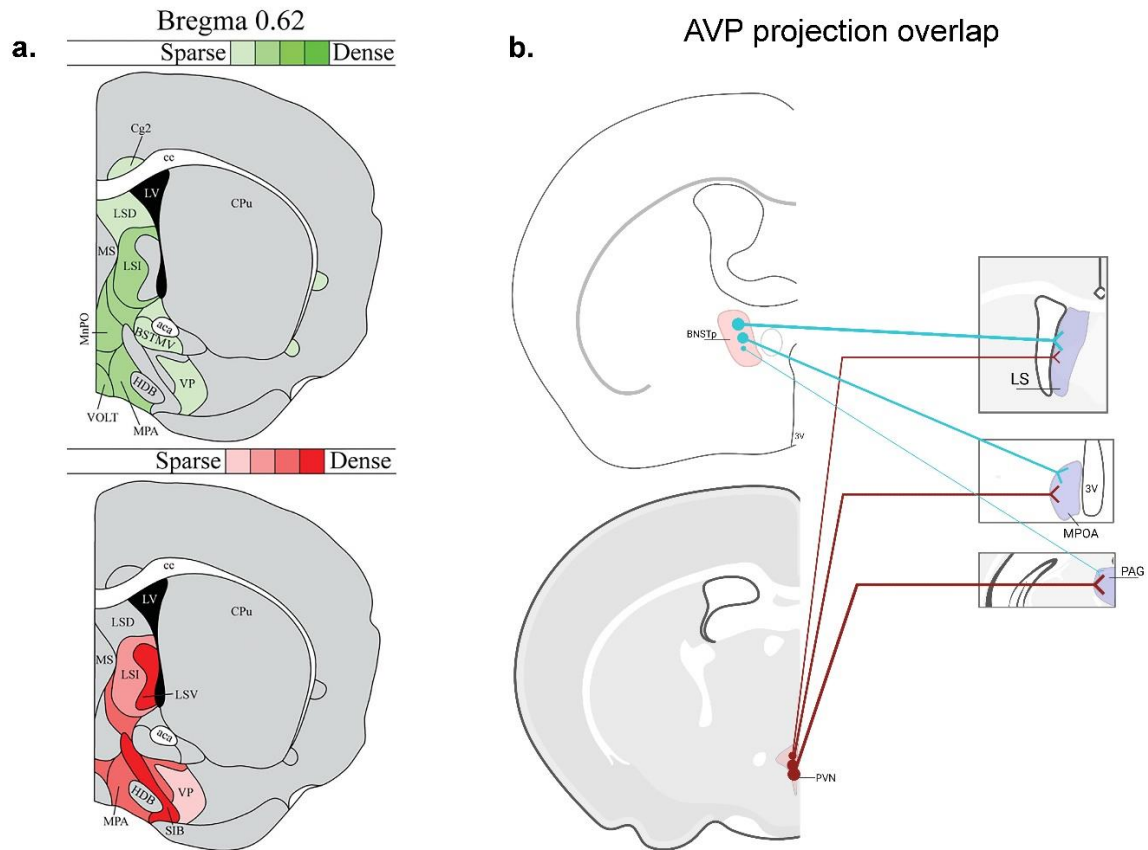 a.
Bregma 0.62
Sparse Dense
Cg2
cc
LV
CPu
LSD
MS
LSI
MnPO
aca
BSTMV
VP
HDB
VOLT
MPA
Sparse Dense
cc
LV
CPu
LSD
MS
LSI
LSV
aca
VP
HDB
MPA
SIB
b.
AVP projection overlap
BNSTp
3V
LS
3V
MPOA
PAG
PVN